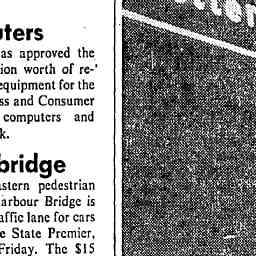 uters
as approved the
ion worth of re-'
equipment for the
ss and Consumer
computers and
k.
bridge
astern pedestrian
arbour Bridge is
affic lane for cars
e State Premier,
Friday. The $15
tter